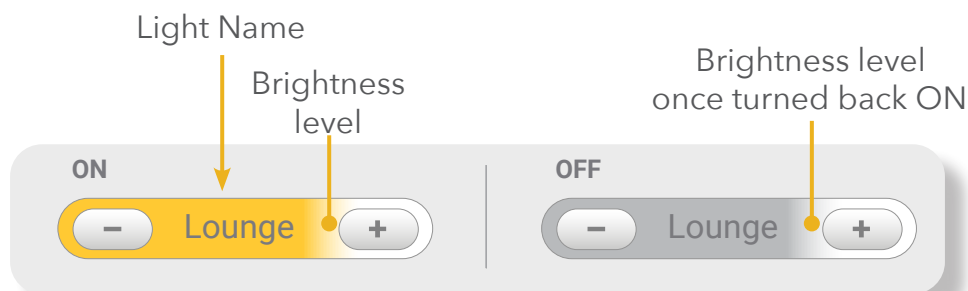 Light Name
Brightness
level
Brightness level
once turned back ON
ON
OFF
− Lounge +
− Lounge +